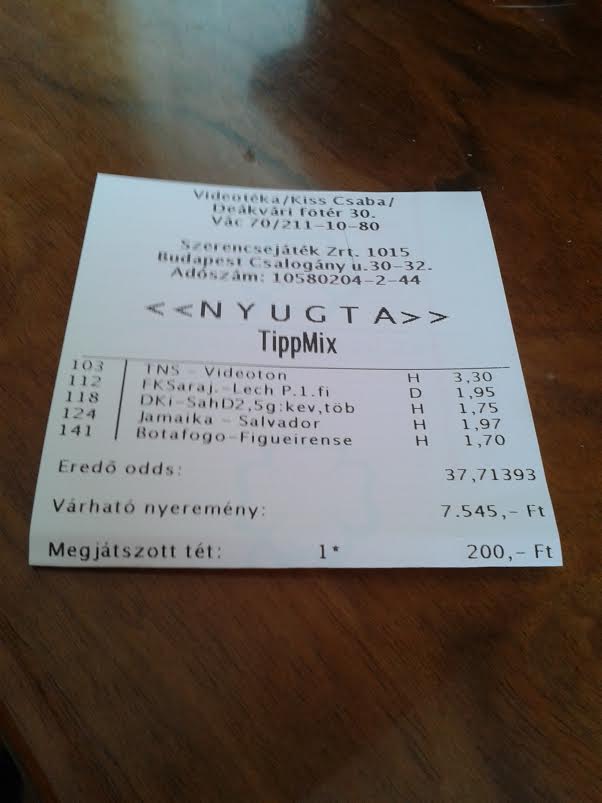 Videotéka/Kiss Csaba/
Deákvári fötér 30.
Vác 70/211-10-80
Szerencsejáték Zrt. 1015
Budapest Csalogány u.30-32.
Adószám: 10580204-2-44
<<NYUGTA>>
TippMix
103 TNS - Videoton H 3,30
112 FKSaraj.-Lech P.1.fi D 1,95
118 DKi-SahD2,5g:kev,töb H 1,75
124 Jamaika - Salvador H 1,97
141 Botafogo-Figueirense H 1,70
Eredő odds: 37,71393
Várható nyeremény: 7.545,- Ft
Megjátszott tét: 1* 200,- Ft